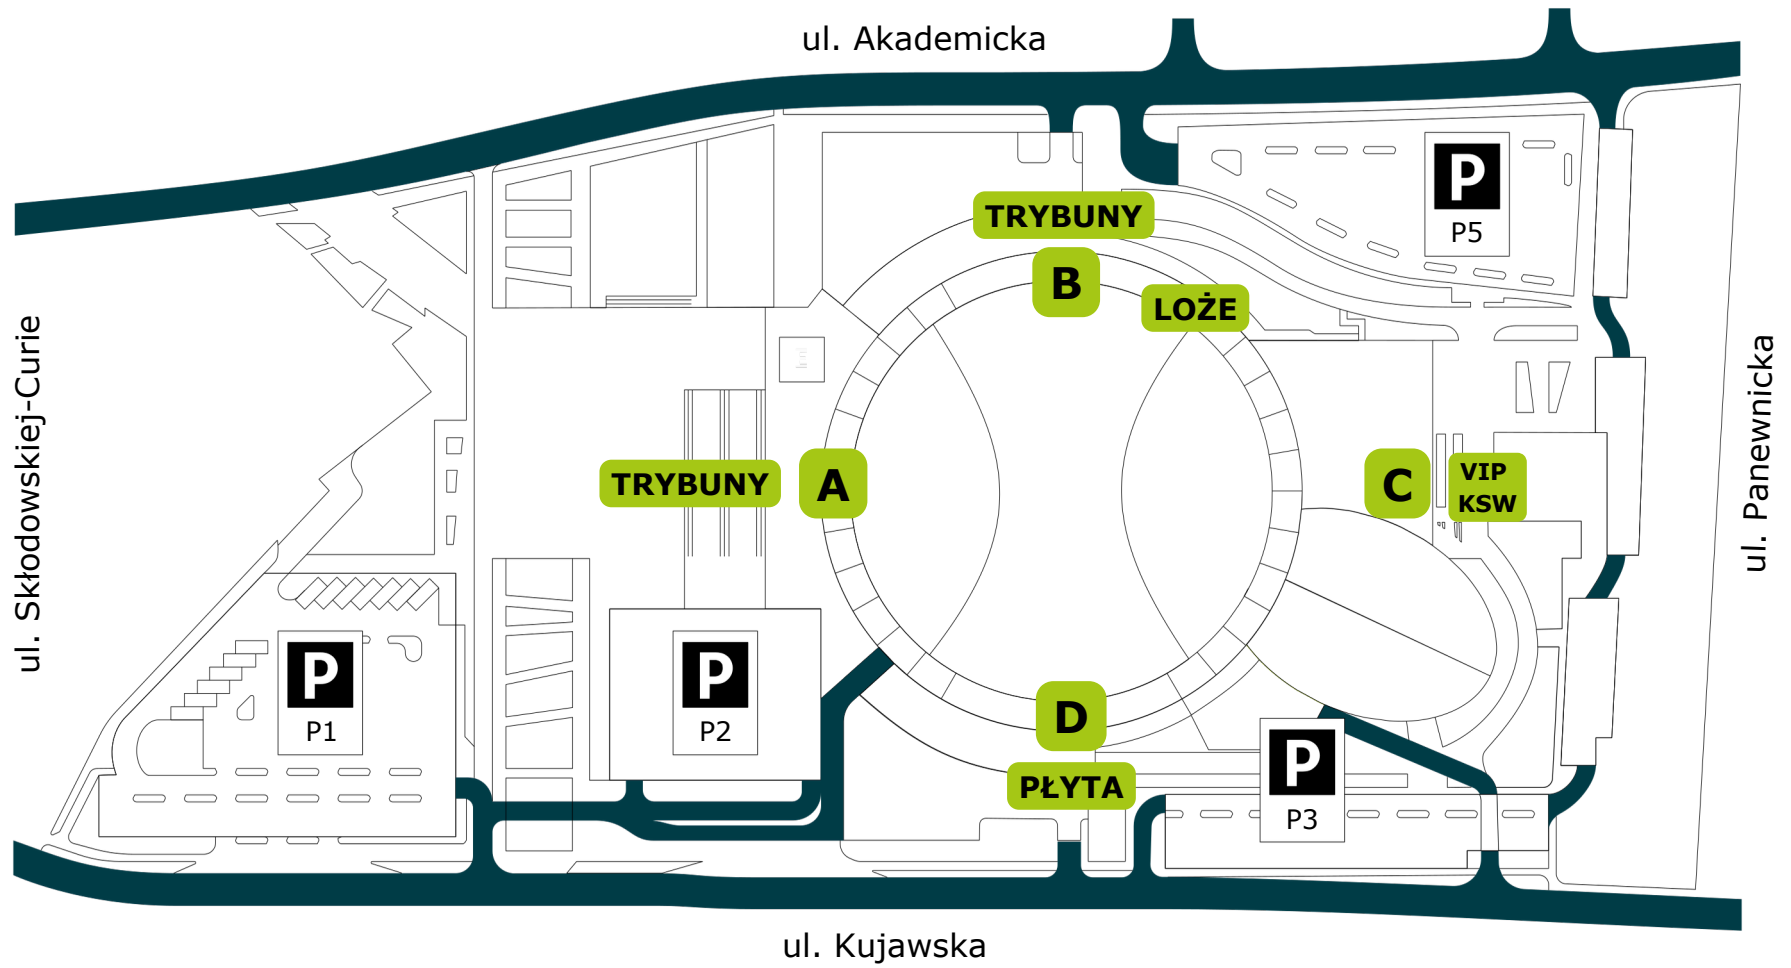 ul. Akademicka
P
P5
TRYBUNY
B
LOŻE
ul. Skłodowskiej-Curie
ul. Panewnicka
TRYBUNY
A
C
VIP
KSW
P
P1
P
P2
D
PŁYTA
P
P3
ul. Kujawska